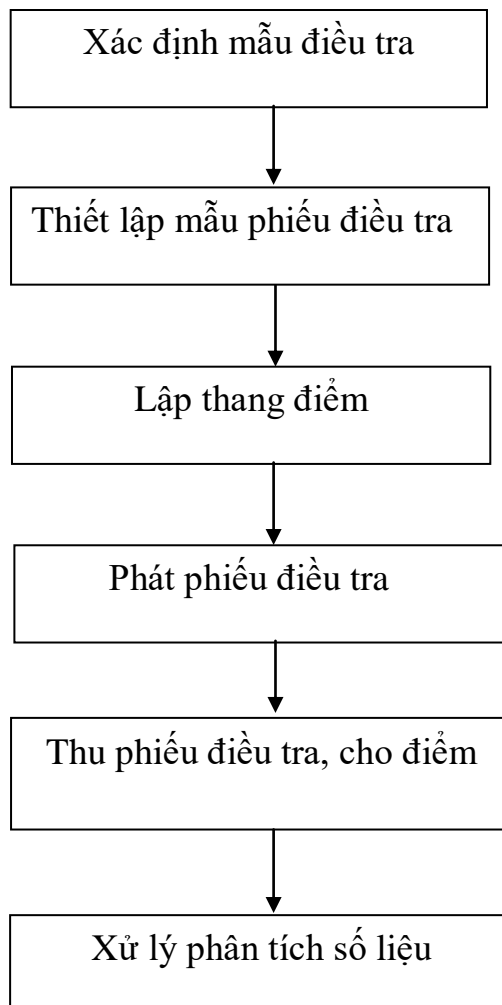 Xác định mẫu điều tra
Thiết lập mẫu phiếu điều tra
Lập thang điểm
Phát phiếu điều tra
Thu phiếu điều tra, cho điểm
Xử lý phân tích số liệu